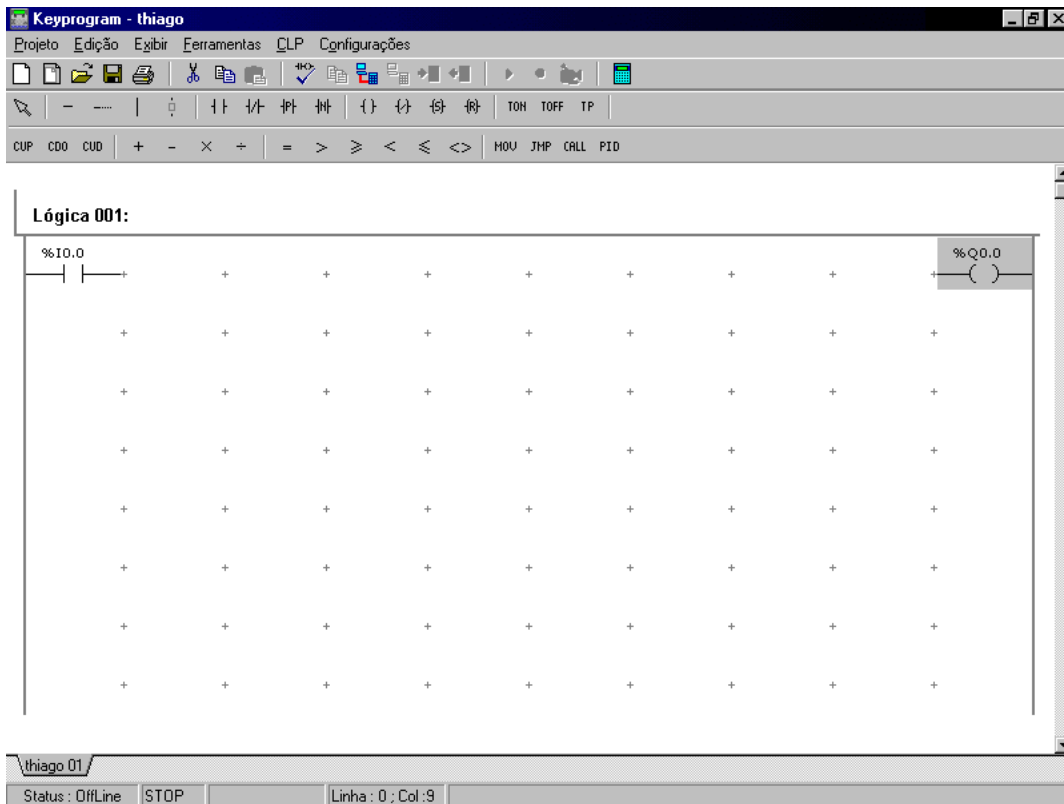 Keyprogram - thiago
Projeto Edição Exibir Ferramentas CLP Configurações
P N S R TON TOFF TP
CUP CDO CUD + - × ÷ = > ≥ < ≤ <> MOV JMP CALL PID
Lógica 001:
%I0.0 %Q0.0
thiago 01
Status : OffLine STOP Linha : 0 ; Col :9